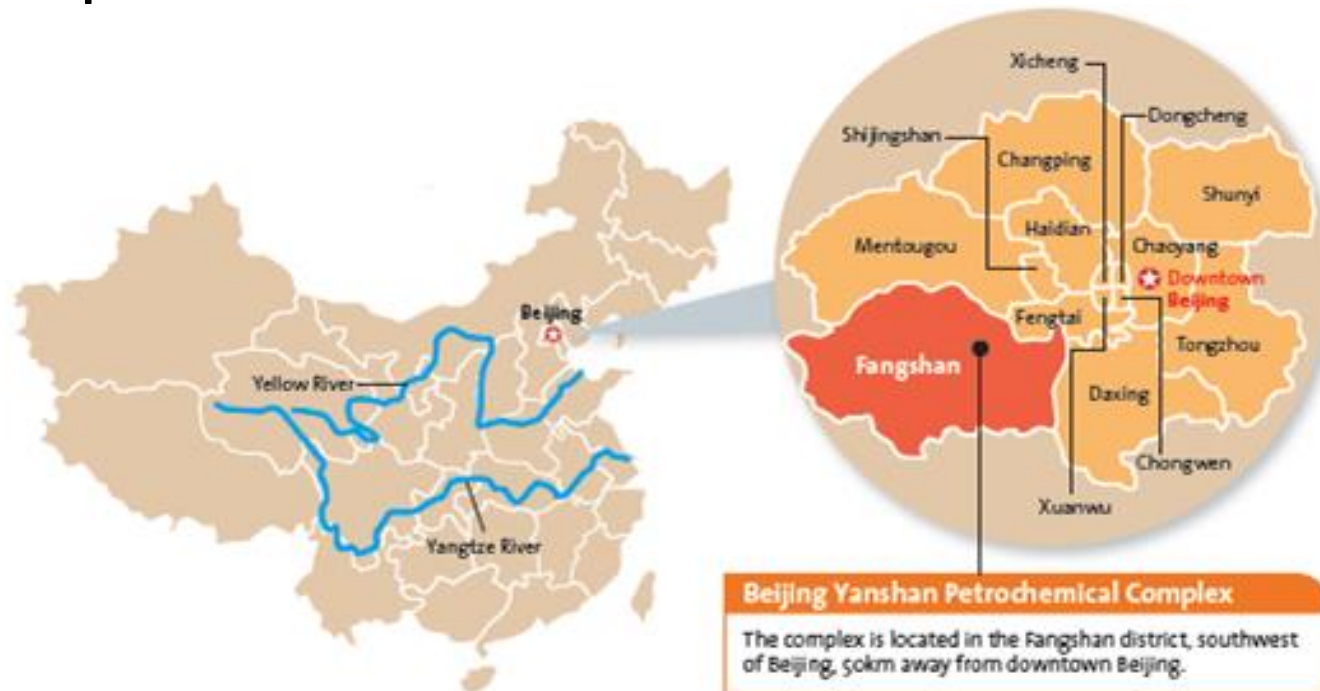 Beijing
Yellow River
Yangtze River
Xicheng
Dongcheng
Shijingshan
Changping
Shunyi
Haidian
Mentougou
Chaoyang
Downtown
Beijing
Fengtai
Fangshan
Tongzhou
Daxing
Chongwen
Xuanwu
Beijing Yanshan Petrochemical Complex
The complex is located in the Fangshan district, southwest
of Beijing, 50km away from downtown Beijing.